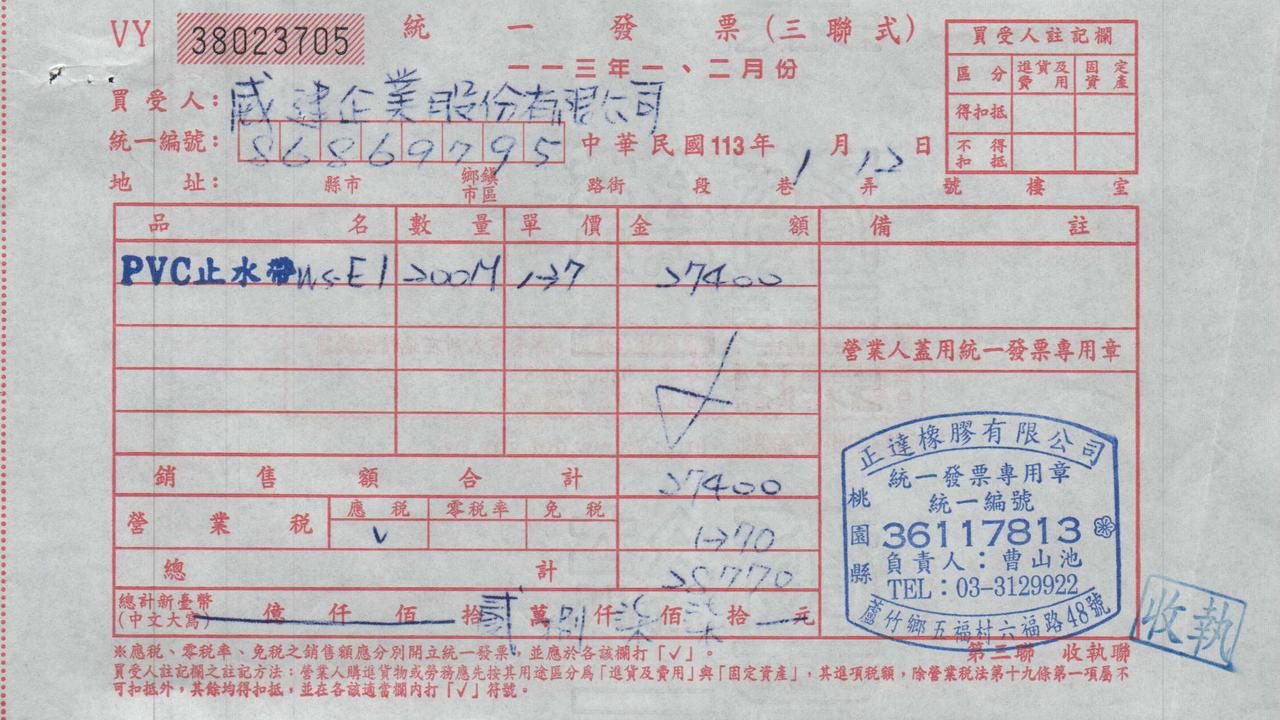 VY 38023705 統一發票(三聯式)
一一三年一、二月份
買受人註記欄
區分 進貨及費用 固定資產
得扣抵
不得扣抵
買受人:威建企業股份有限公司
統一編號:86869795 中華民國113年1月12日
地址: 縣市 鄉鎮市區 路街 段 巷 弄 號 樓 室
品名 數量 單價 金額 備註
PVC止水帶WS-E1 200M 137 27400
營業人蓋用統一發票專用章
銷售額合計 27400
營業稅 應稅 零稅率 免稅
V 1370
總計 28770
總計新臺幣(中文大寫) 億 仟 佰 拾 貳 萬 捌 仟 柒 佰 柒 拾 元
正達橡膠有限公司
統一發票專用章
統一編號
36117813
負責人:曹山池
TEL:03-3129922
桃園縣
蘆竹鄉五福村六福路48號
收執
第三聯 收執聯
※應稅、零稅率、免稅之銷售額應分別開立統一發票,並應於各該欄打「✓」。
買受人註記欄之註記方法:營業人購進貨物或勞務應先按其用途區分為「進貨及費用」與「固定資產」,其進項稅額,除營業稅法第十九條第一項屬不
可扣抵外,其餘均得扣抵,並在各該適當欄內打「✓」符號。